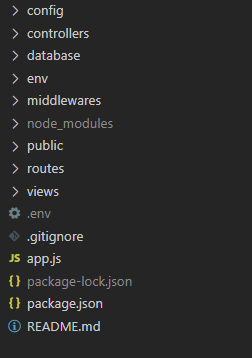 config
controllers
database
env
middlewares
node_modules
public
routes
views
.env
.gitignore
JS app.js
{} package-lock.json
{} package.json
README.md